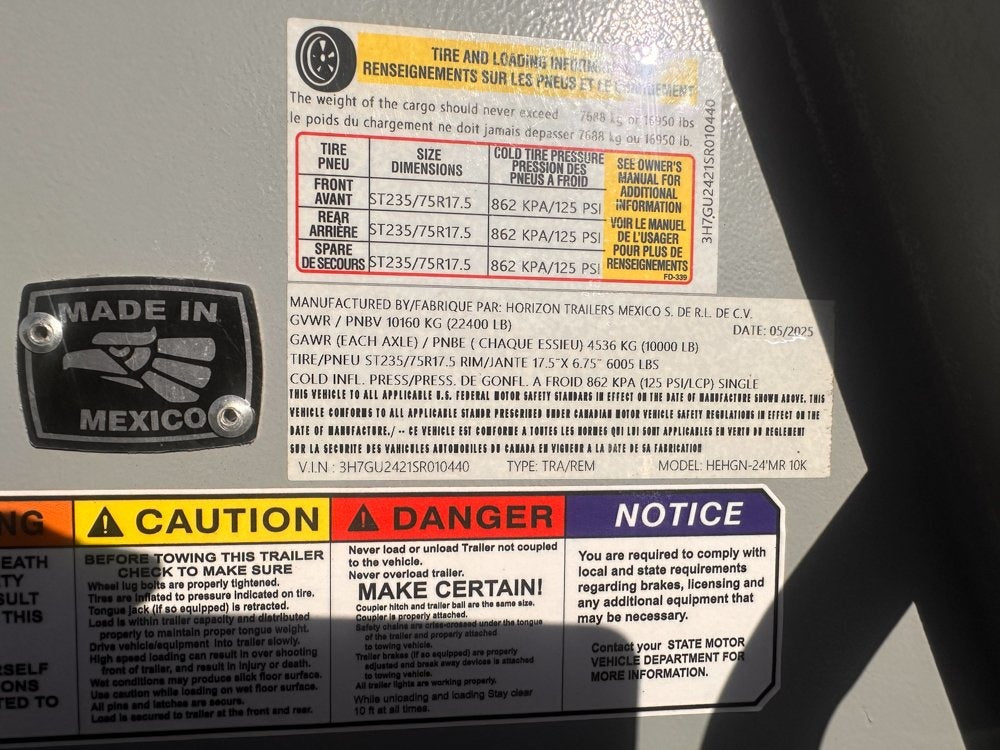 TIRE AND LOADING
RENSEIGNEMENTS SUR LES PNEUS ET LE CHARGEMENT
The weight of the cargo should never exceed 7688 kg or 16950 lbs
le poids du chargement ne doit jamais depasser 7688 kg ou 16950 lb.
TIRE
PNEU
SIZE
DIMENSIONS
COLD TIRE PRESSURE
PRESSION DES
PNEUS A FROID
SEE OWNER'S
MANUAL FOR
ADDITIONAL
INFORMATION
VOIR LE MANUEL
DE L'USAGER
POUR PLUS DE
RENSEIGNEMENTS
FD-339
FRONT
AVANT
ST235/75R17.5
862 KPA/125 PSI
REAR
ARRIÈRE
ST235/75R17.5
862 KPA/125 PSI
SPARE
DE SECOURS
ST235/75R17.5
862 KPA/125 PSI
3H7GU2421SR010440
MADE IN
MEXICO
MANUFACTURED BY/FABRIQUE PAR: HORIZON TRAILERS MEXICO S. DE R.L. DE C.V.
GVWR / PNBV 10160 KG (22400 LB) DATE: 05/2025
GAWR (EACH AXLE) / PNBE ( CHAQUE ESSIEU) 4536 KG (10000 LB)
TIRE/PNEU ST235/75R17.5 RIM/JANTE 17.5"X 6.75" 6005 LBS
COLD INFL. PRESS/PRESS. DE GONFL. A FROID 862 KPA (125 PSI/LCP) SINGLE
THIS VEHICLE TO ALL APPLICABLE U.S. FEDERAL MOTOR SAFETY STANDARS IN EFFECT ON THE DATE OF MANUFACTURE SHOWN ABOVE. THIS
VEHICLE CONFORMS TO ALL APPLICABLE STANDR PRESCRIBED UNDER CANADIAN MOTOR VEHICLE SAFETY REGULATIONS IN EFFECT ON THE
DATE OF MANUFACTURE./ -- CE VEHICLE EST CONFORME A TOUTES LES NORMES QUI LUI SONT APPLICABLES EN VERTU DU REGLEMENT
SUR LA SECURITE DES VANICULES AUTOMOBILES DU CANADA EN VIGUEUR A LA DATE DE SA FABRICATION
V.I.N : 3H7GU2421SR010440 TYPE: TRA/REM MODEL: HEHGN-24'MR 10K
NG
EATH
TY
SULT
THIS
RSELF
ONS
TED TO
CAUTION
BEFORE TOWING THIS TRAILER
CHECK TO MAKE SURE
Wheel lug bolts are properly tightened.
Tires are inflated to pressure indicated on tire.
Tongue jack (if so equipped) is retracted.
Load is within trailer capacity and distributed
properly to maintain proper tongue weight.
Drive vehicle/equipment into trailer slowly.
High speed loading can result in over shooting
front of trailer, and result in injury or death.
Wet conditions may produce slick floor surface.
Use caution while loading on wet floor surface.
All pins and latches are secure.
Load is secured to trailer at the front and rear.
DANGER
Never load or unload Trailer not coupled
to the vehicle.
Never overload trailer.
MAKE CERTAIN!
Coupler hitch and trailer ball are the same size.
Coupler is properly attached.
Safety chains are criss-crossed under the tongue
of the trailer and properly attached
to towing vehicle.
Trailer brakes (if so equipped) are properly
adjusted and break away devices is attached
to towing vehicle.
All trailer lights are working properly.
While unloading and loading Stay clear
10 ft at all times.
NOTICE
You are required to comply with
local and state requirements
regarding brakes, licensing and
any additional equipment that
may be necessary.
Contact your STATE MOTOR
VEHICLE DEPARTMENT FOR
MORE INFORMATION.